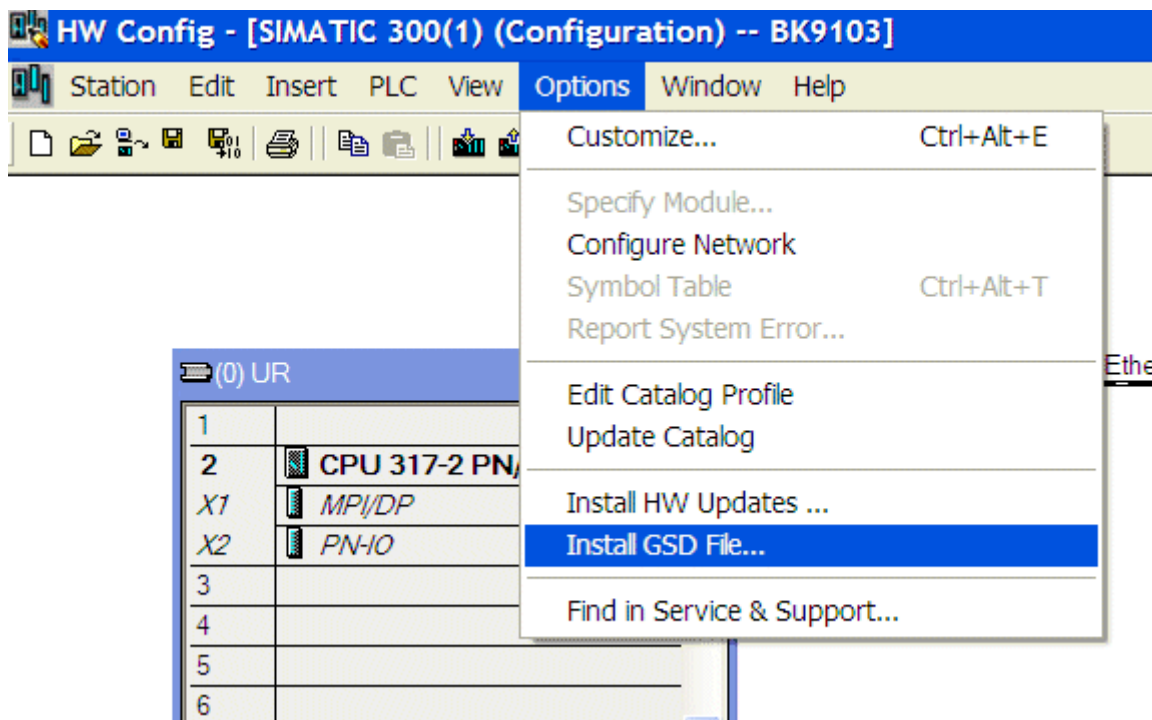 HW Config - [SIMATIC 300(1) (Configuration) -- BK9103]
Station Edit Insert PLC View Options Window Help
Customize... Ctrl+Alt+E
Specify Module...
Configure Network
Symbol Table Ctrl+Alt+T
Report System Error...
Edit Catalog Profile
Update Catalog
Install HW Updates ...
Install GSD File...
Find in Service & Support...
(0) UR
1
2 CPU 317-2 PN/
X1 MPI/DP
X2 PN-IO
3
4
5
6
Ethe